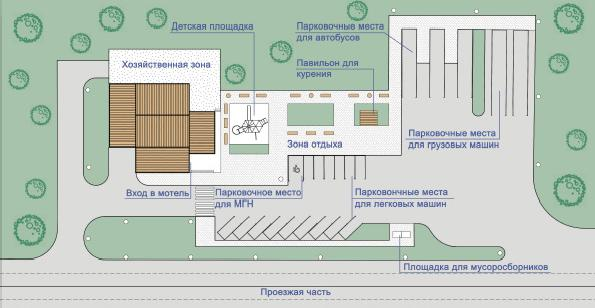 Детская площадка
Парковочные места
для автобусов
Хозяйственная зона
Павильон для
курения
Зона отдыха
Парковочные места
для грузовых машин
Вход в мотель
Парковочное место
для МГН
Парковончные места
для легковых машин
Площадка для мусоросборников
Проезжая часть